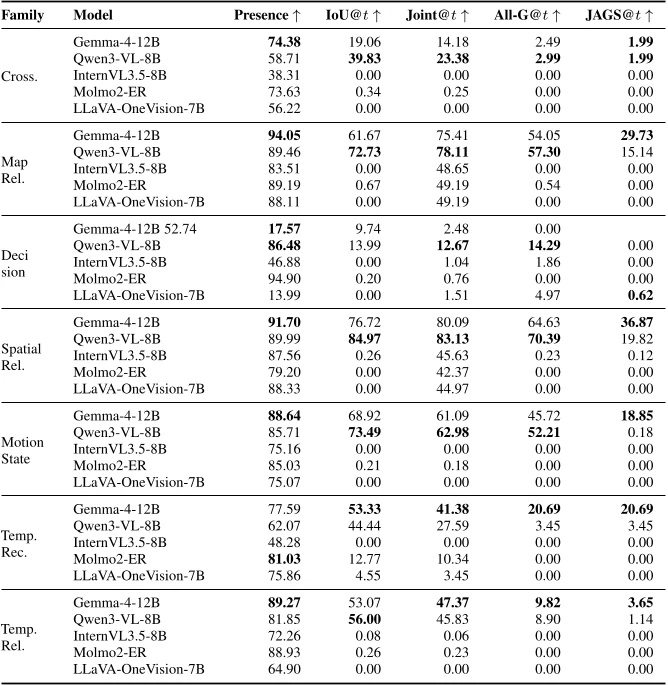 Family Model Presence ↑ IoU@t ↑ Joint@t ↑ All-G@t ↑ JAGS@t ↑
Cross.
Gemma-4-12B 74.38 19.06 14.18 2.49 1.99
Qwen3-VL-8B 58.71 39.83 23.38 2.99 1.99
InternVL3.5-8B 38.31 0.00 0.00 0.00 0.00
Molmo2-ER 73.63 0.34 0.25 0.00 0.00
LLaVA-OneVision-7B 56.22 0.00 0.00 0.00 0.00
Map
Rel.
Gemma-4-12B 94.05 61.67 75.41 54.05 29.73
Qwen3-VL-8B 89.46 72.73 78.11 57.30 15.14
InternVL3.5-8B 83.51 0.00 48.65 0.00 0.00
Molmo2-ER 89.19 0.67 49.19 0.54 0.00
LLaVA-OneVision-7B 88.11 0.00 49.19 0.00 0.00
Deci
sion
Gemma-4-12B 52.74 17.57 9.74 2.48 0.00
Qwen3-VL-8B 86.48 13.99 12.67 14.29 0.00
InternVL3.5-8B 46.88 0.00 1.04 1.86 0.00
Molmo2-ER 94.90 0.20 0.76 0.00 0.00
LLaVA-OneVision-7B 13.99 0.00 1.51 4.97 0.62
Spatial
Rel.
Gemma-4-12B 91.70 76.72 80.09 64.63 36.87
Qwen3-VL-8B 89.99 84.97 83.13 70.39 19.82
InternVL3.5-8B 87.56 0.26 45.63 0.23 0.12
Molmo2-ER 79.20 0.00 42.37 0.00 0.00
LLaVA-OneVision-7B 88.33 0.00 44.97 0.00 0.00
Motion
State
Gemma-4-12B 88.64 68.92 61.09 45.72 18.85
Qwen3-VL-8B 85.71 73.49 62.98 52.21 0.18
InternVL3.5-8B 75.16 0.00 0.00 0.00 0.00
Molmo2-ER 85.03 0.21 0.18 0.00 0.00
LLaVA-OneVision-7B 75.07 0.00 0.00 0.00 0.00
Temp.
Rec.
Gemma-4-12B 77.59 53.33 41.38 20.69 20.69
Qwen3-VL-8B 62.07 44.44 27.59 3.45 3.45
InternVL3.5-8B 48.28 0.00 0.00 0.00 0.00
Molmo2-ER 81.03 12.77 10.34 0.00 0.00
LLaVA-OneVision-7B 75.86 4.55 3.45 0.00 0.00
Temp.
Rel.
Gemma-4-12B 89.27 53.07 47.37 9.82 3.65
Qwen3-VL-8B 81.85 56.00 45.83 8.90 1.14
InternVL3.5-8B 72.26 0.08 0.06 0.00 0.00
Molmo2-ER 88.93 0.26 0.23 0.00 0.00
LLaVA-OneVision-7B 64.90 0.00 0.00 0.00 0.00